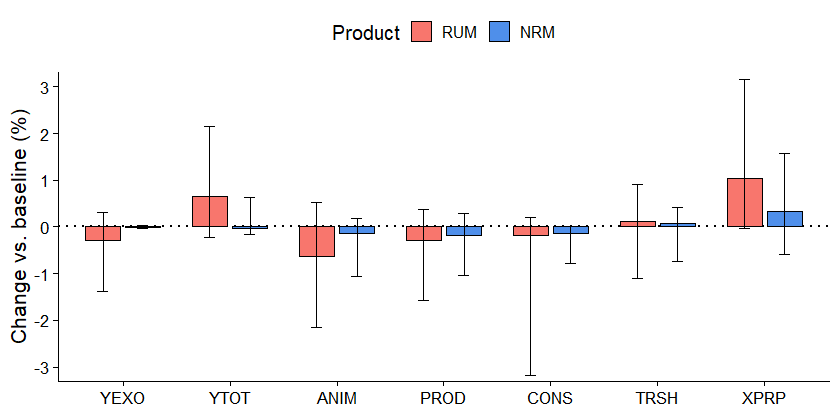 Product RUM NRM
Change vs. baseline (%)
3
2
1
0
-1
-2
-3
YEXO YTOT ANIM PROD CONS TRSH XPRP